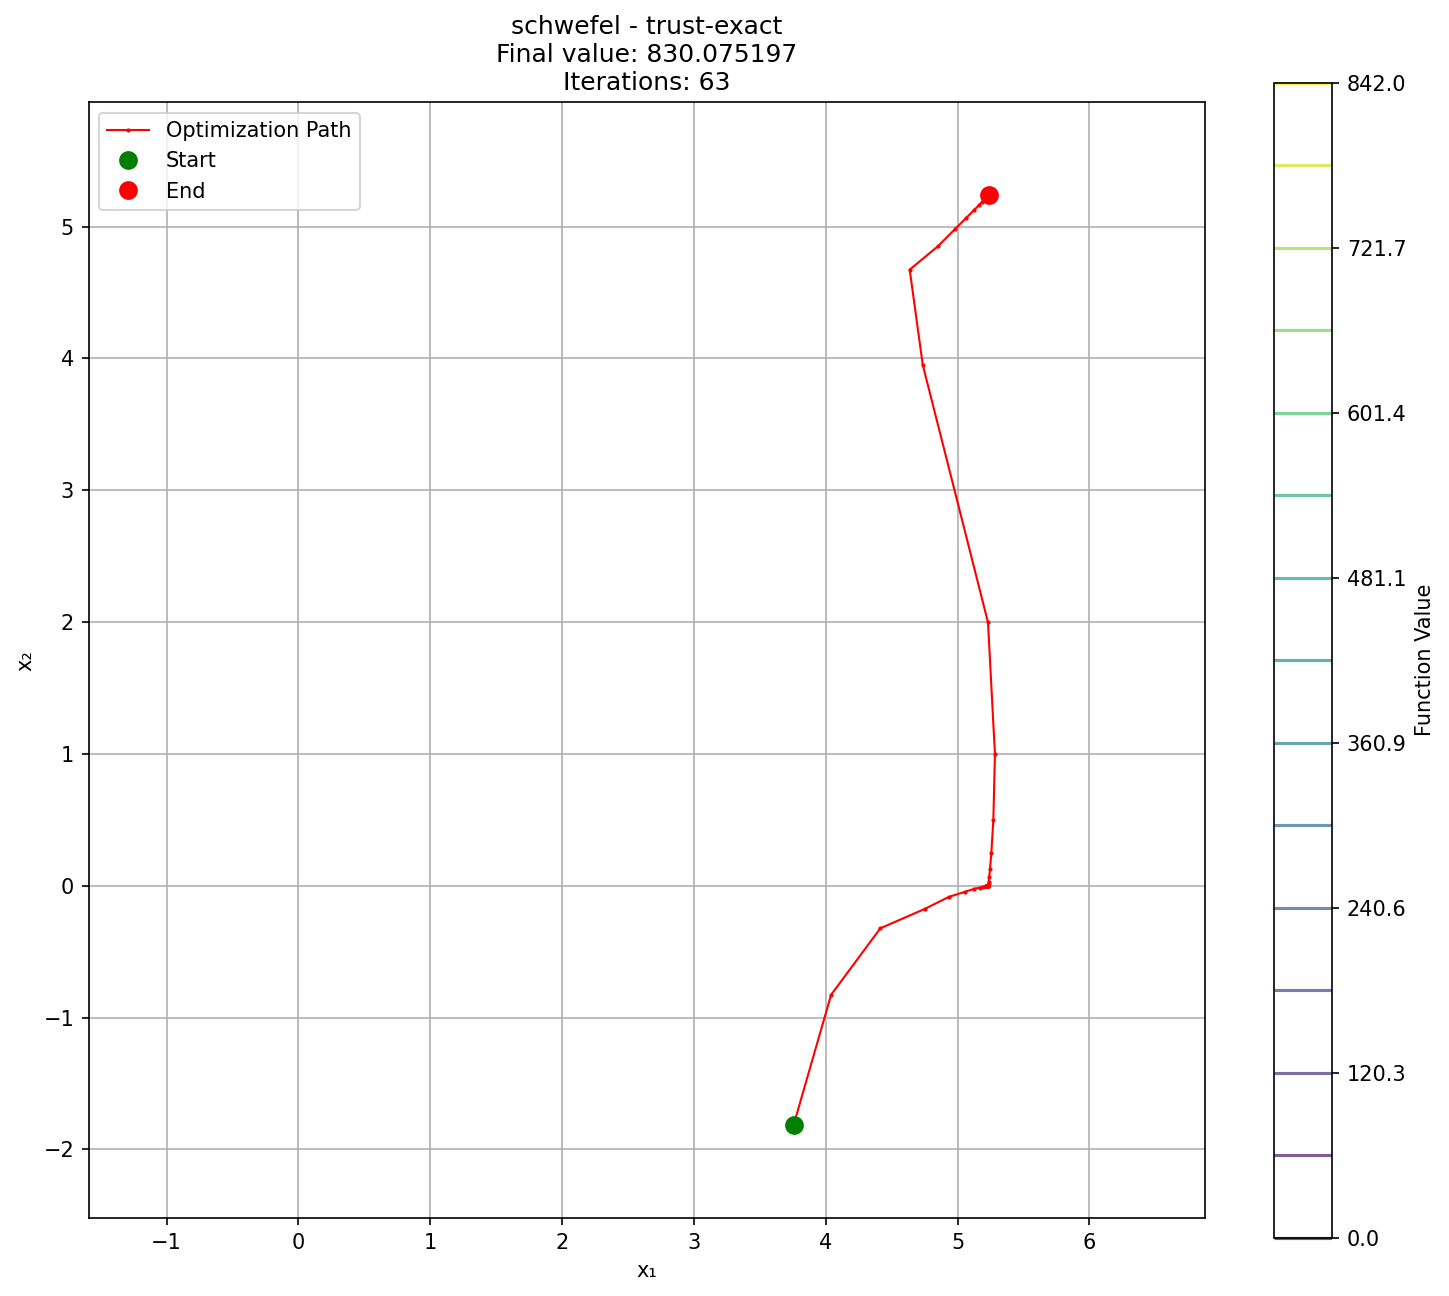 schwefel - trust-exact
Final value: 830.075197
Iterations: 63
Optimization Path
Start
End
5
4
3
2
1
0
−1
−2
x₂
−1
0
1
2
3
4
5
6
x₁
842.0
721.7
601.4
481.1
360.9
240.6
120.3
0.0
Function Value